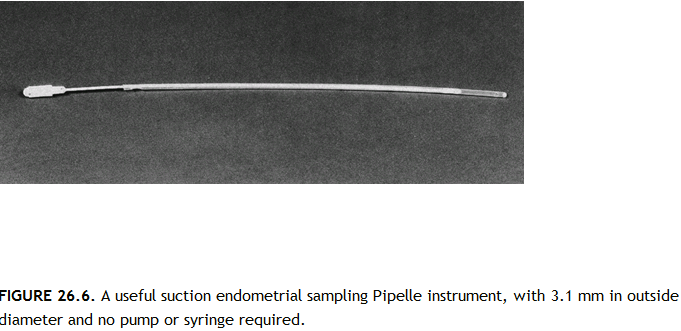 FIGURE 26.6. A useful suction endometrial sampling Pipelle instrument, with 3.1 mm in outside
diameter and no pump or syringe required.